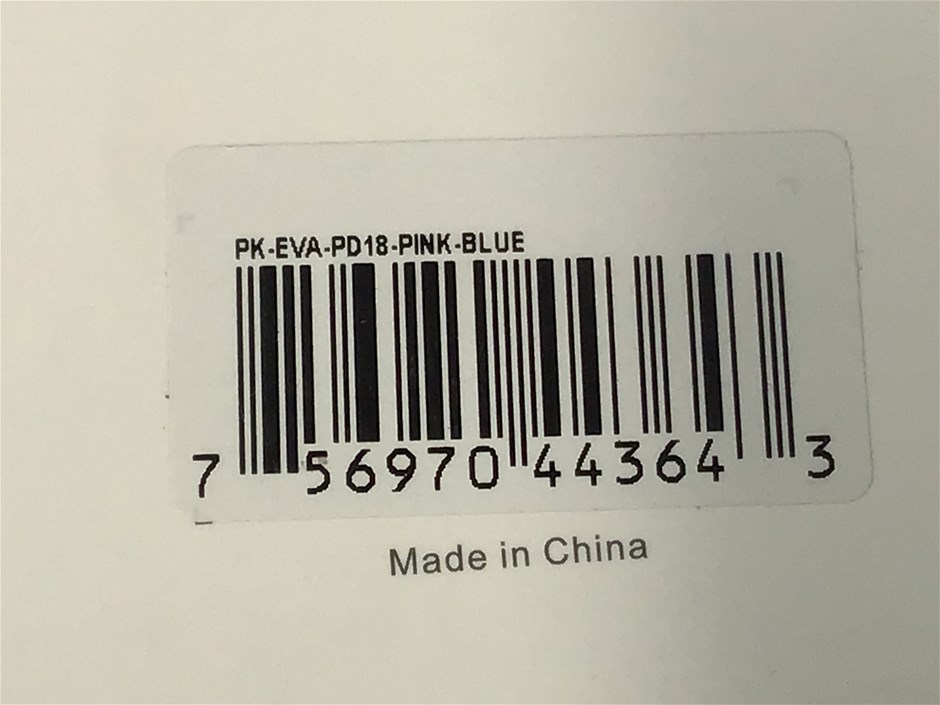 PK-EVA-PD18-PINK-BLUE
7 56970 44364 3
Made in China